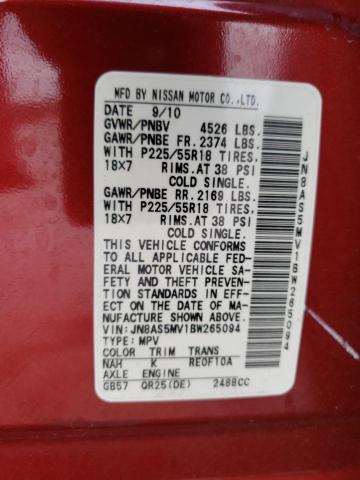 MFD BY NISSAN MOTOR CO.,LTD.
DATE 9/10
GVWR/PNBV 4526 LBS.
GAWR/PNBE FR.2374 LBS.
WITH P225/55R18 TIRES,
18X7 RIMS.AT 38 PSI
COLD SINGLE.
GAWR/PNBE RR.2169 LBS.
WITH P225/55R18 TIRES,
18X7 RIMS.AT 38 PSI
COLD SINGLE.
THIS VEHICLE CONFORMS
TO ALL APPLICABLE FED-
ERAL MOTOR VEHICLE SA-
FETY AND THEFT PREVEN-
TION STANDARDS IN EFF-
ECT ON THE DATE OF MA-
NUFACTURE SHOWN ABOVE.
VIN:JN8AS5MV1BW265094
TYPE:MPV
COLOR TRIM TRANS
NAH K RE0F10A
AXLE ENGINE
GB57 QR25(DE) 2488CC
JN8AS5MV1BW265094